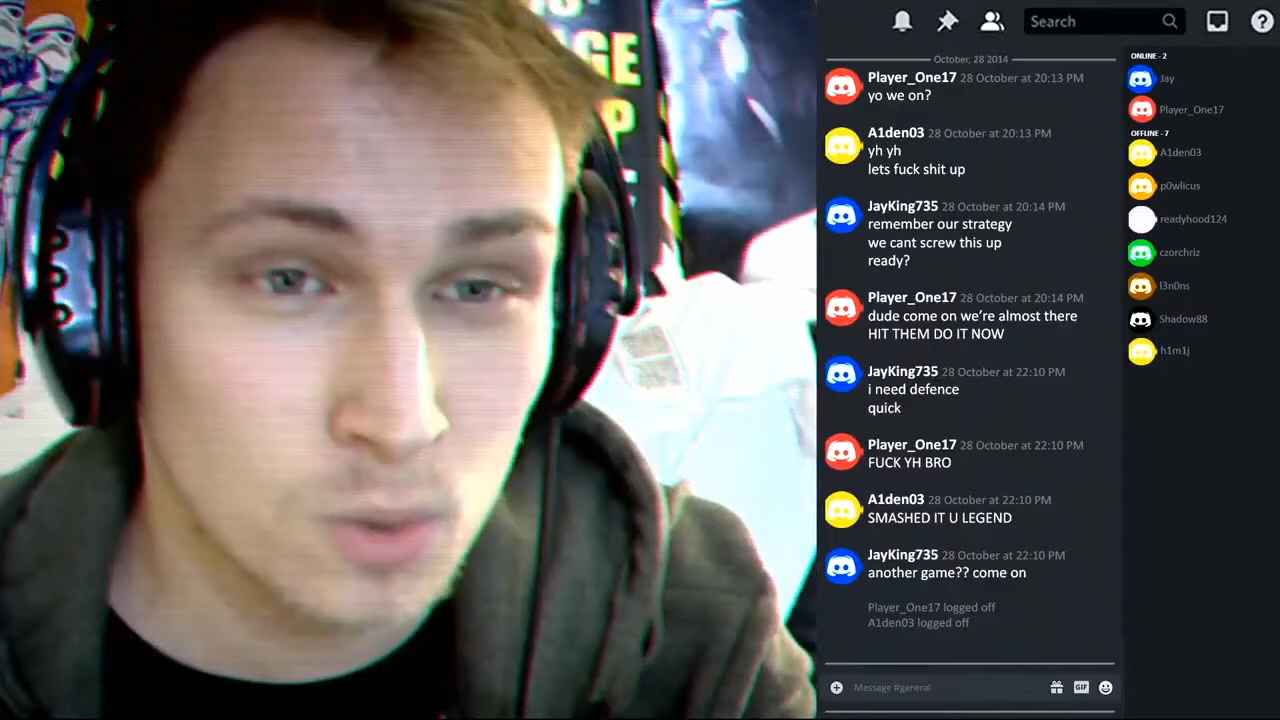 GE
P
Search
October, 28 2014
Player_One17 28 October at 20:13 PM
yo we on?
A1den03 28 October at 20:13 PM
yh yh
lets fuck shit up
JayKing735 28 October at 20:14 PM
remember our strategy
we cant screw this up
ready?
Player_One17 28 October at 20:14 PM
dude come on we're almost there
HIT THEM DO IT NOW
JayKing735 28 October at 22:10 PM
i need defence
quick
Player_One17 28 October at 22:10 PM
FUCK YH BRO
A1den03 28 October at 22:10 PM
SMASHED IT U LEGEND
JayKing735 28 October at 22:10 PM
another game?? come on
Player_One17 logged off
A1den03 logged off
Message #general
GIF
ONLINE - 2
Jay
Player_One17
OFFLINE - 7
A1den03
p0wlicus
readyhood124
czorchriz
l3n0ns
Shadow88
h1m1j